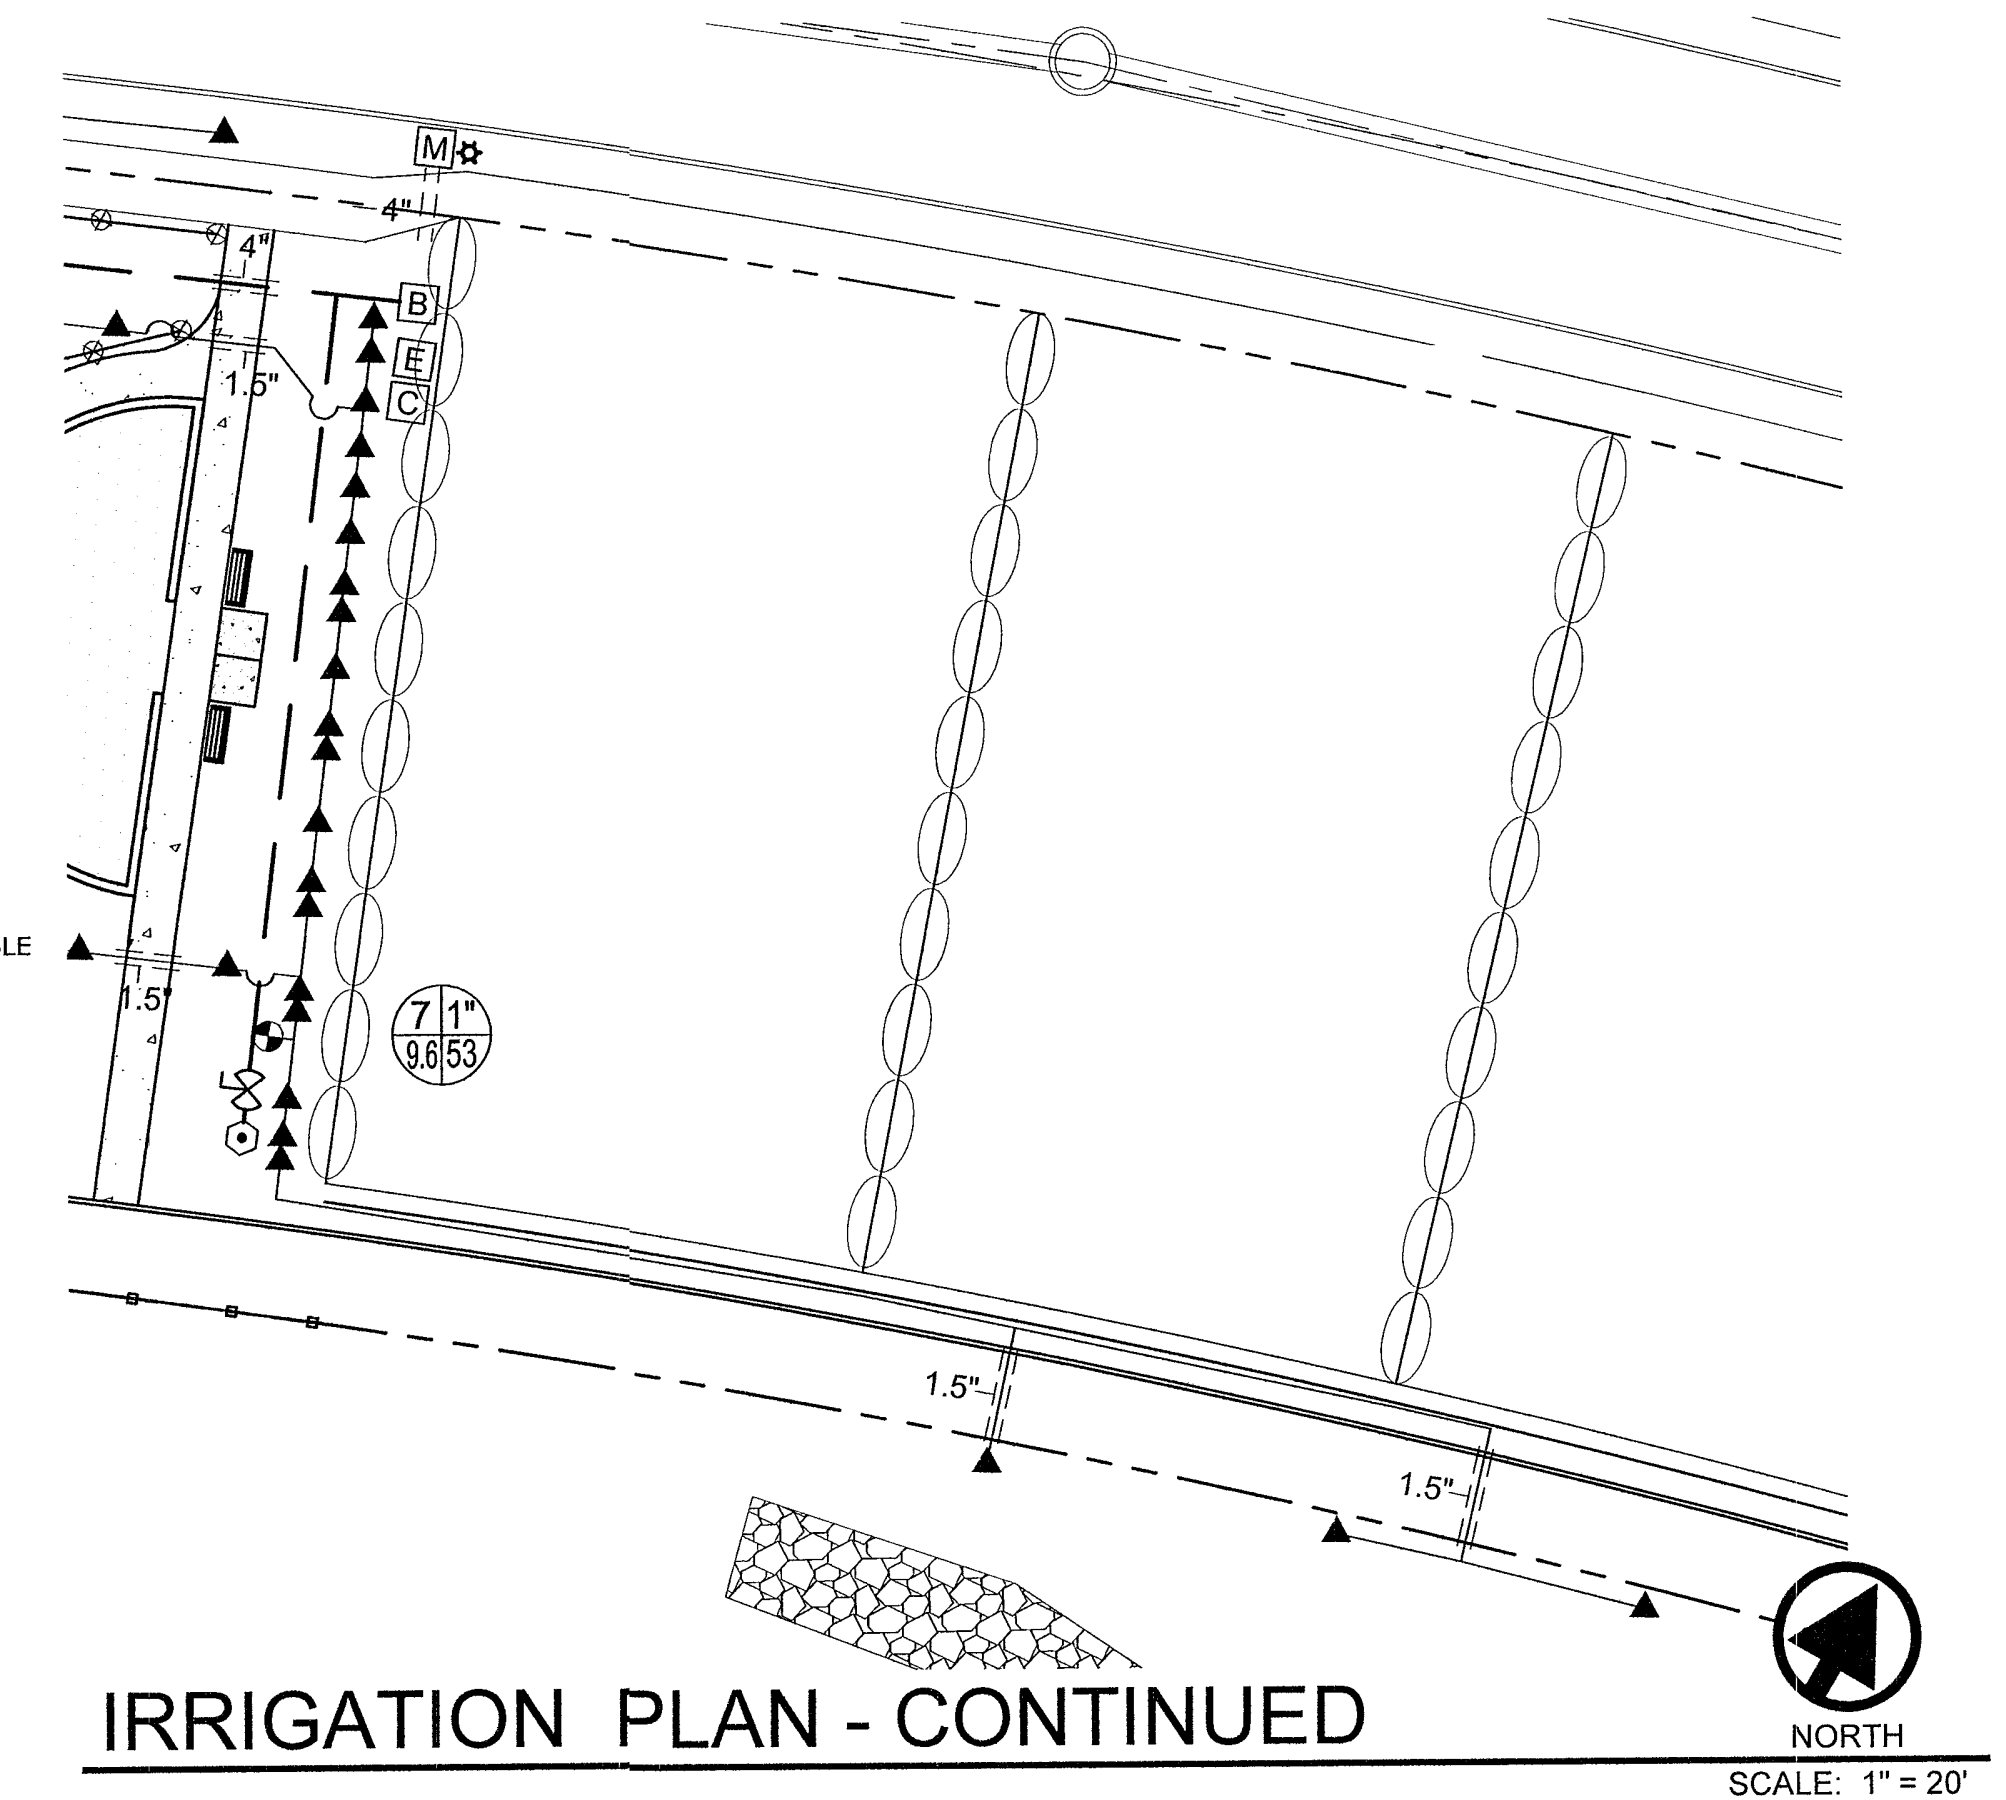 M
4"
4"
B
E
1.5"
C
LE
1.5"
7 1"
9.6 53
1.5"
1.5"
IRRIGATION PLAN - CONTINUED
NORTH
SCALE: 1" = 20'